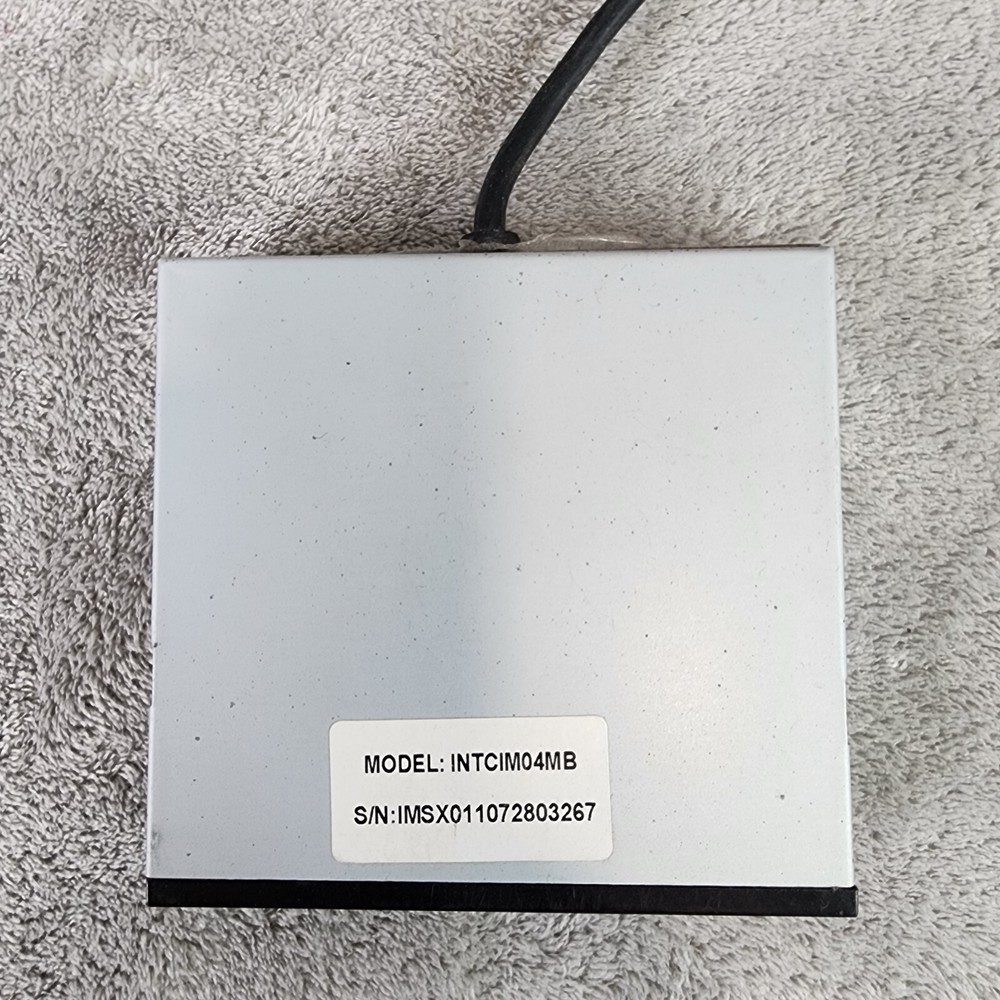 MODEL: INTCIM04MB
S/N:IMSX011072803267